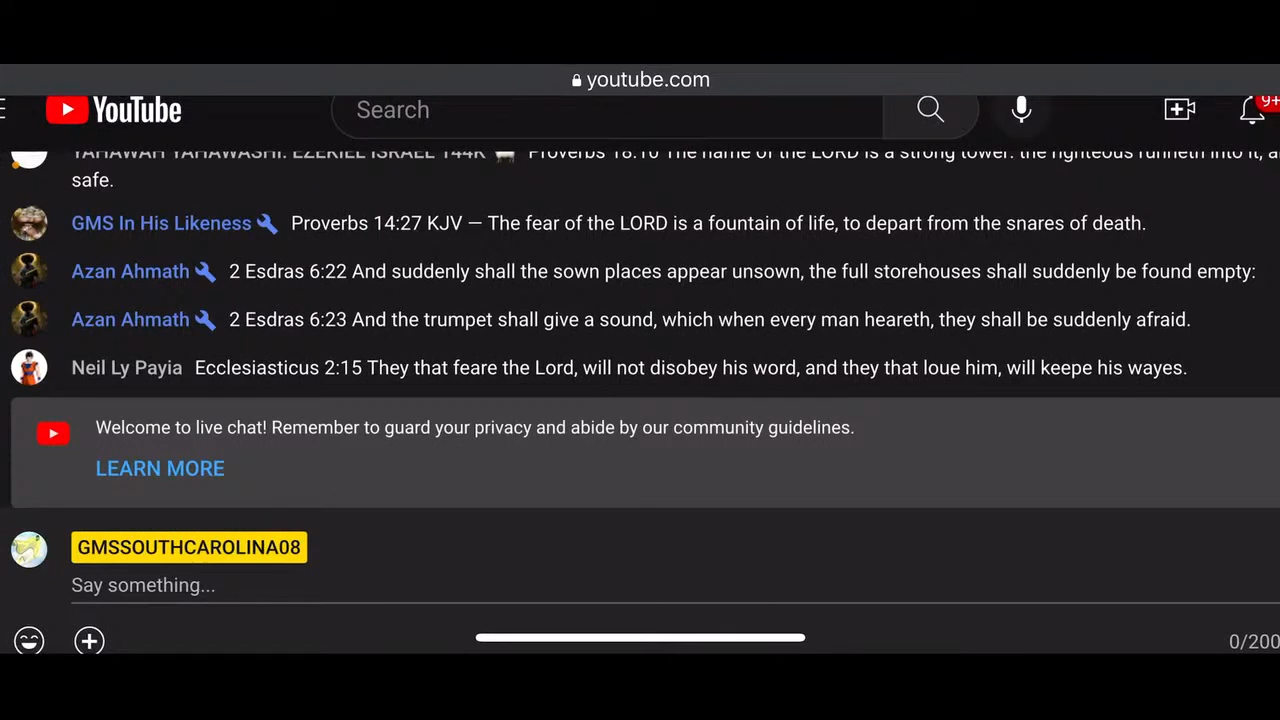 youtube.com
YouTube
Search
9+
YAHAWAH YAHAWASHI: EZEKIEL ISRAEL 144K Proverbs 18:10 The name of the LORD is a strong tower: the righteous runneth into it,
safe.
GMS In His Likeness Proverbs 14:27 KJV — The fear of the LORD is a fountain of life, to depart from the snares of death.
Azan Ahmath 2 Esdras 6:22 And suddenly shall the sown places appear unsown, the full storehouses shall suddenly be found empty:
Azan Ahmath 2 Esdras 6:23 And the trumpet shall give a sound, which when every man heareth, they shall be suddenly afraid.
Neil Ly Payia Ecclesiasticus 2:15 They that feare the Lord, will not disobey his word, and they that loue him, will keepe his wayes.
Welcome to live chat! Remember to guard your privacy and abide by our community guidelines.
LEARN MORE
GMSSOUTHCAROLINA08
Say something...
0/200